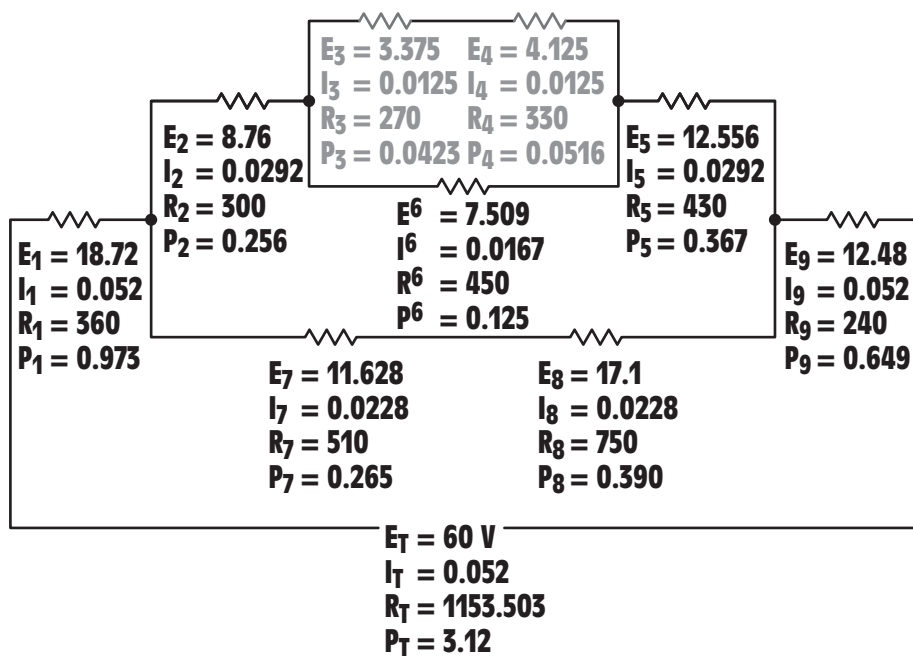 E3 = 3.375
I3 = 0.0125
R3 = 270
P3 = 0.0423
E4 = 4.125
I4 = 0.0125
R4 = 330
P4 = 0.0516
E2 = 8.76
I2 = 0.0292
R2 = 300
P2 = 0.256
E5 = 12.556
I5 = 0.0292
R5 = 430
P5 = 0.367
E6 = 7.509
I6 = 0.0167
R6 = 450
P6 = 0.125
E1 = 18.72
I1 = 0.052
R1 = 360
P1 = 0.973
E9 = 12.48
I9 = 0.052
R9 = 240
P9 = 0.649
E7 = 11.628
I7 = 0.0228
R7 = 510
P7 = 0.265
E8 = 17.1
I8 = 0.0228
R8 = 750
P8 = 0.390
ET = 60 V
IT = 0.052
RT = 1153.503
PT = 3.12